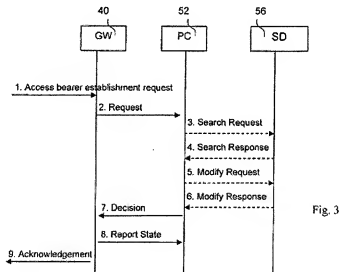 40 52 56
GW PC SD
1. Access bearer establishment request
2. Request
3. Search Request
4. Search Response
5. Modify Request
6. Modify Response
7. Decision
Fig. 3
8. Report State
9. Acknowledgement